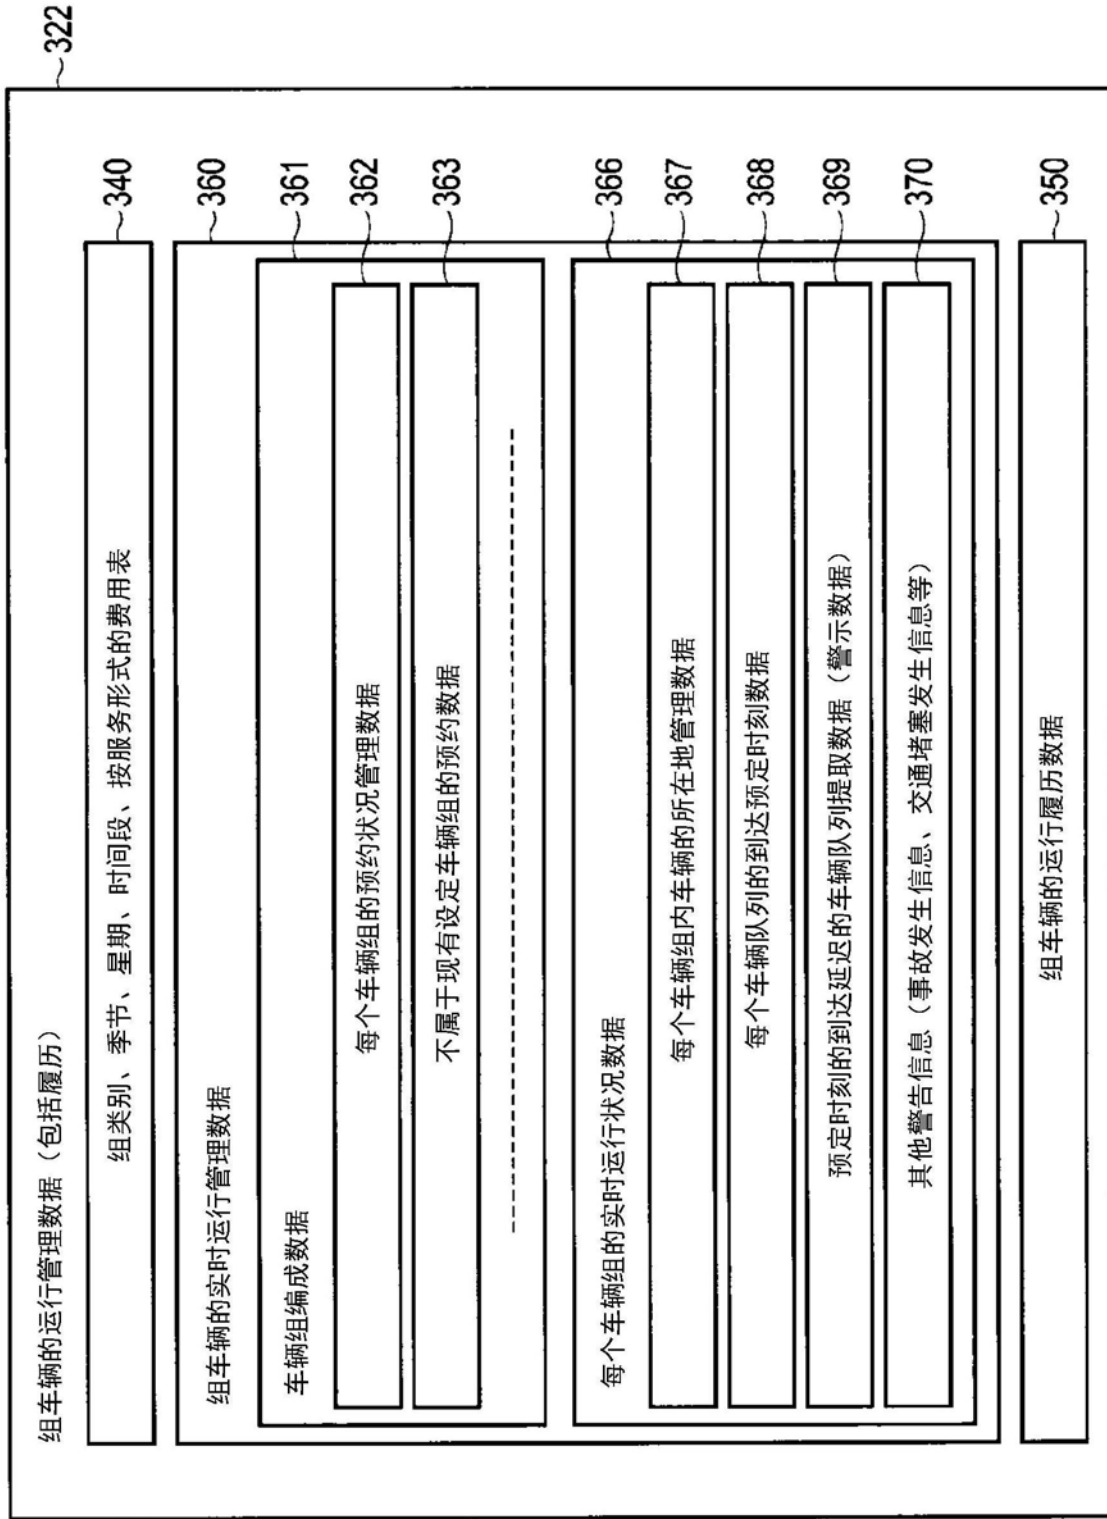 322
组车辆的运行管理数据（包括履历）
340
组类别、季节、星期、时间段、按服务形式的费用表
360
组车辆的实时运行管理数据
361
车辆组编成数据
362
每个车辆组的预约状况管理数据
363
不属于现有设定车辆组的预约数据
366
每个车辆组的实时运行状况数据
367
每个车辆组内车辆的所在地管理数据
368
每个车辆队列的到达预定时刻数据
369
预定时刻的到达延迟的车辆队列提取数据（警示数据）
370
其他警告信息（事故发生信息、交通堵塞发生信息等）
350
组车辆的运行履历数据